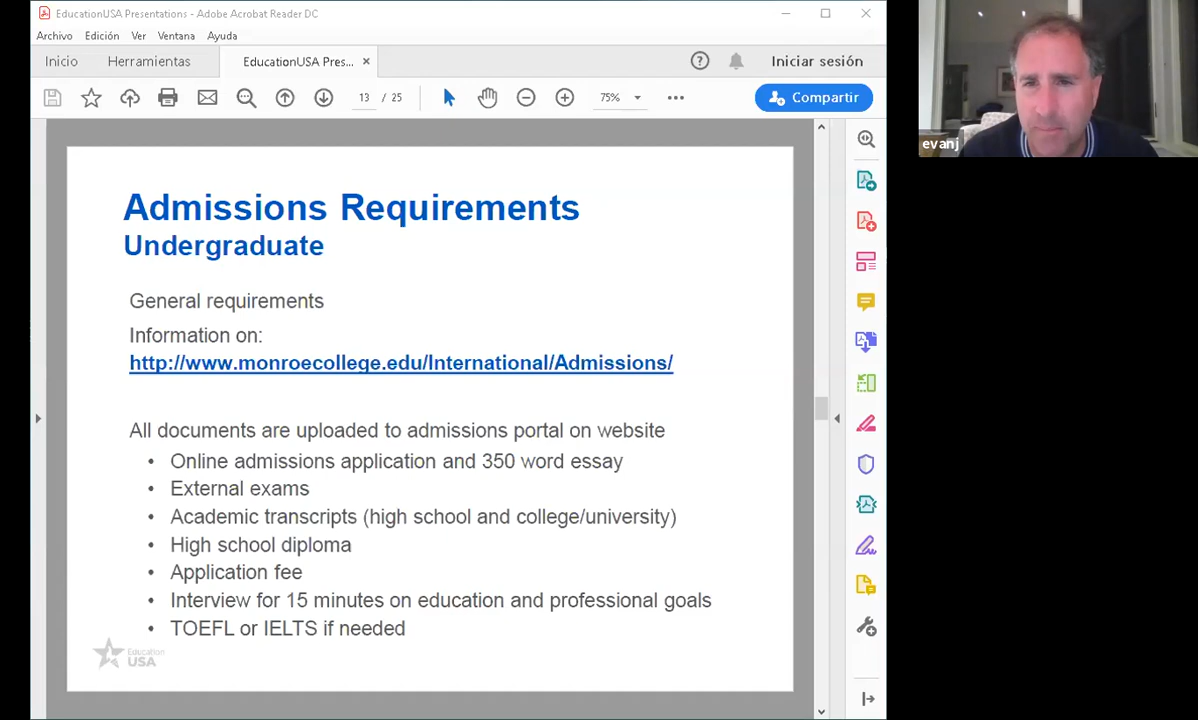 EducationUSA Presentations - Adobe Acrobat Reader DC
Archivo Edición Ver Ventana Ayuda
Inicio Herramientas EducationUSA Pres... × Iniciar sesión
13 / 25 75% Compartir
evanj
Admissions Requirements
Undergraduate
General requirements
Information on:
http://www.monroecollege.edu/International/Admissions/
All documents are uploaded to admissions portal on website
• Online admissions application and 350 word essay
• External exams
• Academic transcripts (high school and college/university)
• High school diploma
• Application fee
• Interview for 15 minutes on education and professional goals
• TOEFL or IELTS if needed
Education
USA